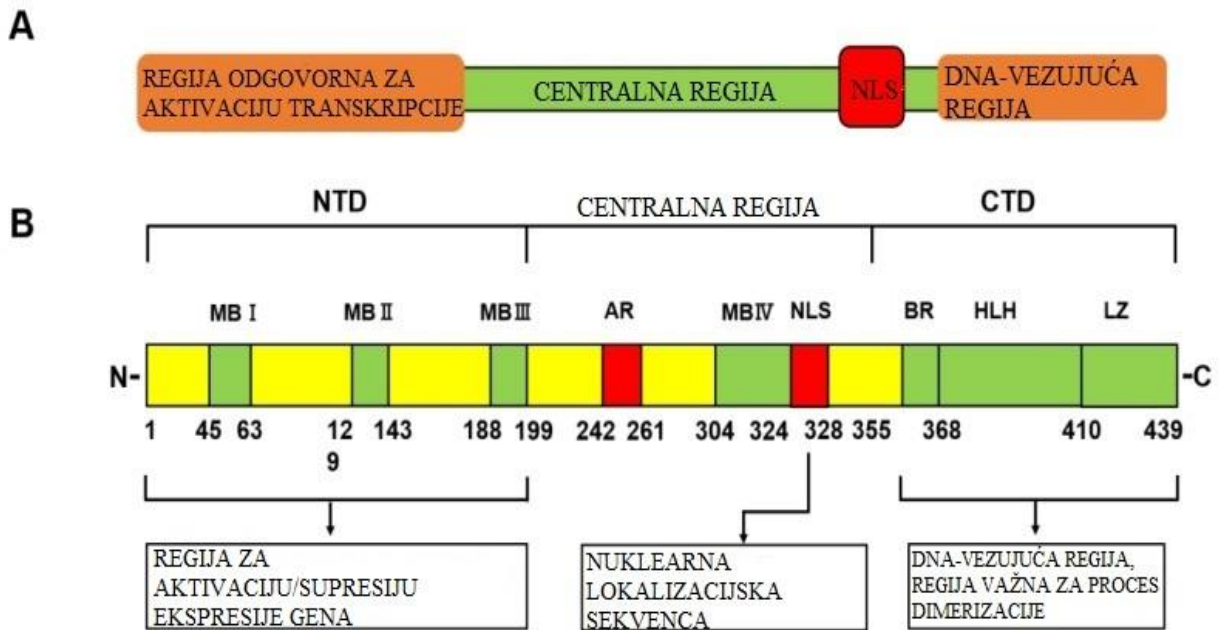 A
REGIJA ODGOVORNA ZA
AKTIVACIJU TRANSKRIPCIJE
CENTRALNA REGIJA
NLS
DNA-VEZUJUĆA
REGIJA
B
NTD
CENTRALNA REGIJA
CTD
MB I
MB II
MB III
AR
MBIV
NLS
BR
HLH
LZ
N-
-C
1 45 63 12 143 188 199 242 261 304 324 328 355 368 410 439
9
REGIJA ZA
AKTIVACIJU/SUPRESIJU
EKSPRESIJE GENA
NUKLEARNA
LOKALIZACIJSKA
SEKVENCA
DNA-VEZUJUĆA REGIJA,
REGIJA VAŽNA ZA PROCES
DIMERIZACIJE